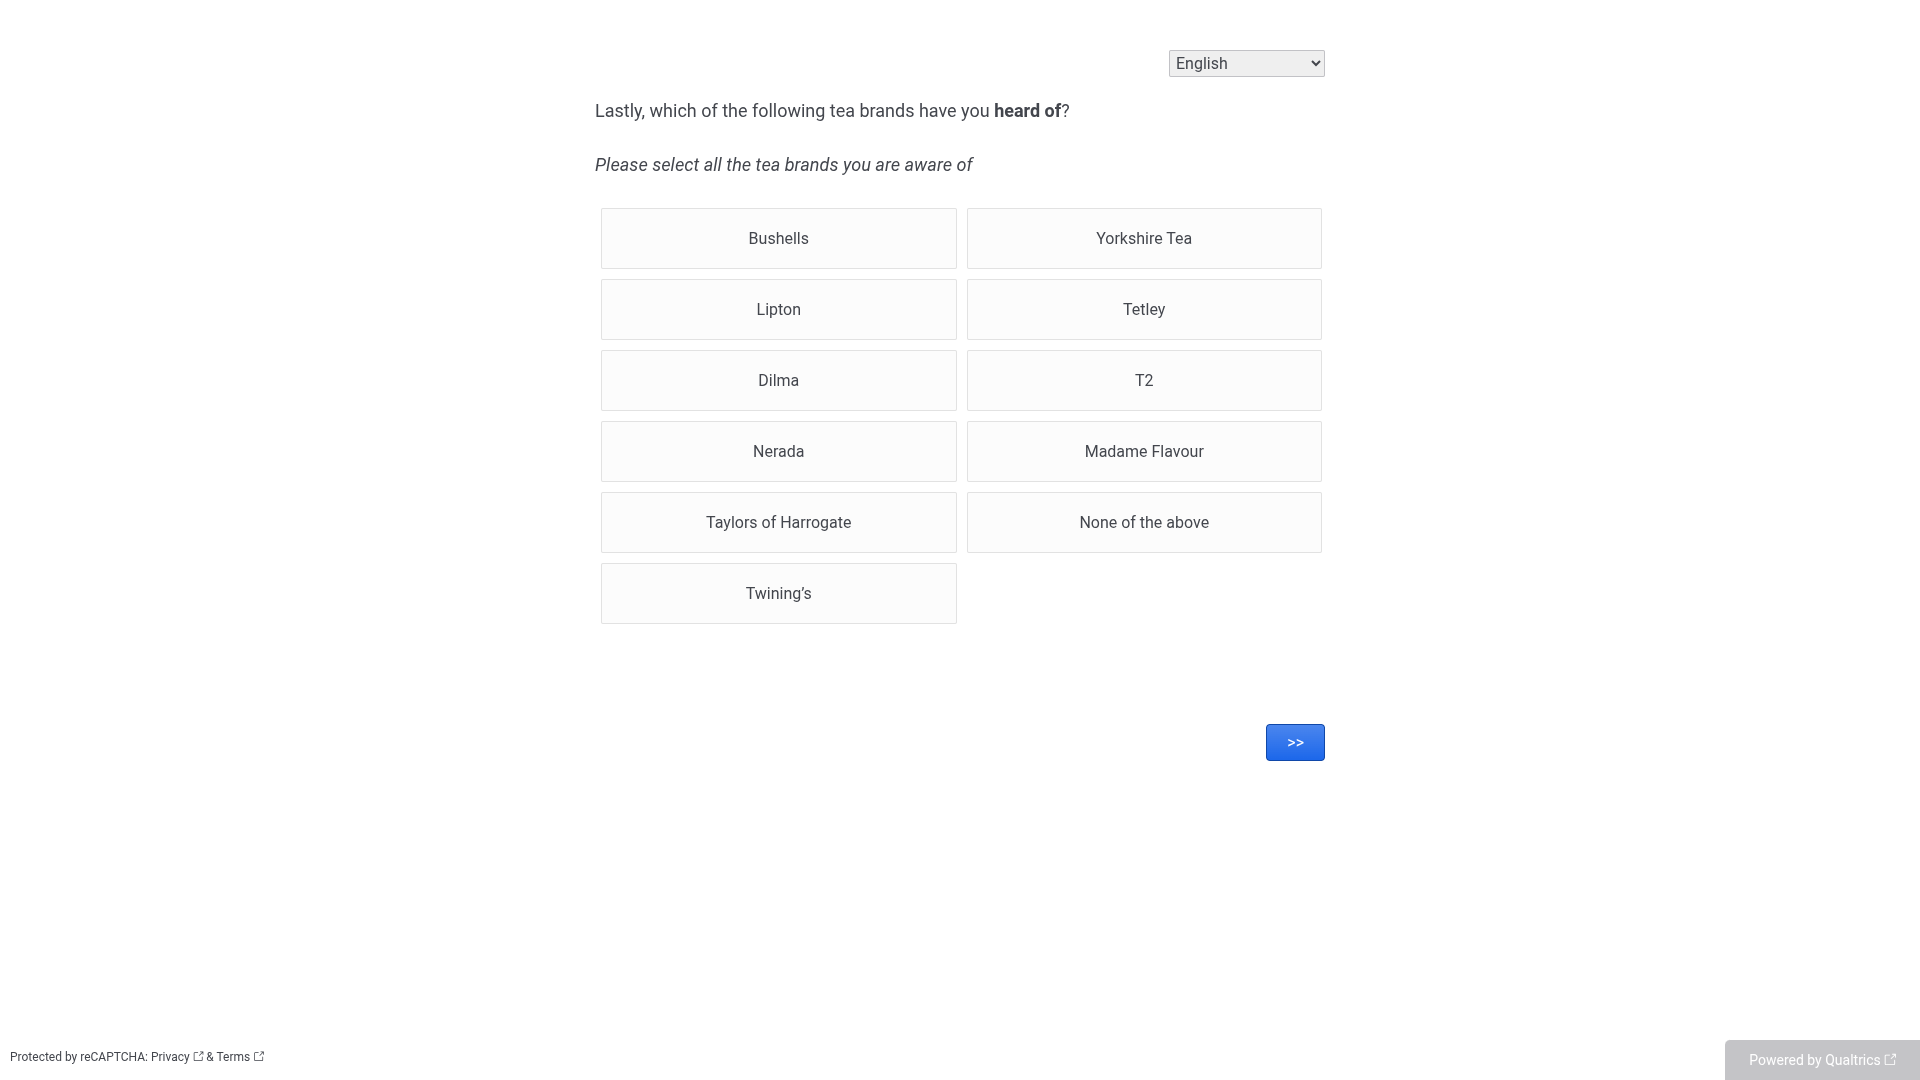 English
Lastly, which of the following tea brands have you heard of?
Please select all the tea brands you are aware of
Bushells
Yorkshire Tea
Lipton
Tetley
Dilma
T2
Nerada
Madame Flavour
Taylors of Harrogate
None of the above
Twining’s
>>
Protected by reCAPTCHA: Privacy & Terms
Powered by Qualtrics